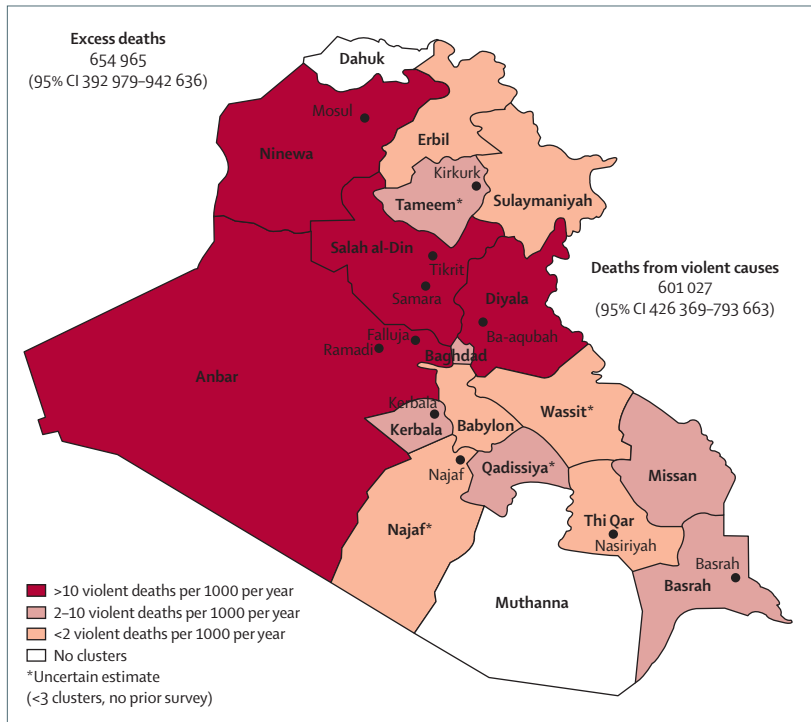 Excess deaths
654 965
(95% CI 392 979–942 636)
Dahuk
Mosul
Ninewa
Erbil
Kirkurk
Tameem*
Sulaymaniyah
Salah al-Din
Tikrit
Samara
Deaths from violent causes
601 027
(95% CI 426 369–793 663)
Diyala
Ba-aqubah
Falluja
Ramadi
Baghdad
Anbar
Kerbala
Kerbala
Babylon
Wassit*
Najaf
Qadissiya*
Missan
Najaf*
Thi Qar
Nasiriyah
Basrah
Basrah
Muthanna
>10 violent deaths per 1000 per year
2–10 violent deaths per 1000 per year
<2 violent deaths per 1000 per year
No clusters
*Uncertain estimate
(<3 clusters, no prior survey)